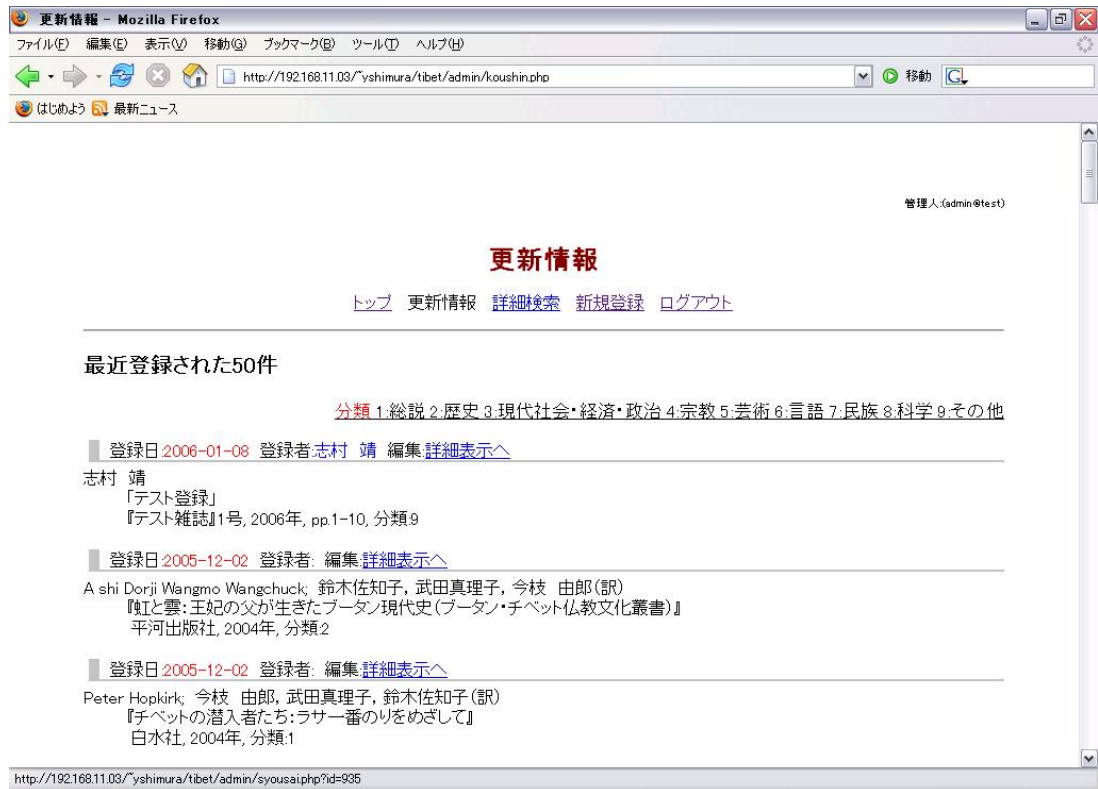 更新情報 - Mozilla Firefox
ファイル(F) 編集(E) 表示(V) 移動(G) ブックマーク(B) ツール(T) ヘルプ(H)
http://192.168.11.03/~yshimura/tibet/admin/koushin.php 移動
はじめよう 最新ニュース
管理人:(admin@test)
更新情報
トップ 更新情報 詳細検索 新規登録 ログアウト
最近登録された50件
分類 1:総説 2:歴史 3:現代社会・経済・政治 4:宗教 5:芸術 6:言語 7:民族 8:科学 9:その他
登録日:2006-01-08 登録者:志村 靖 編集:詳細表示へ
志村 靖
「テスト登録」
『テスト雑誌』1号, 2006年, pp.1-10, 分類:9
登録日:2005-12-02 登録者: 編集:詳細表示へ
A shi Dorji Wangmo Wangchuck; 鈴木佐知子, 武田真理子, 今枝 由郎(訳)
『虹と雲:王妃の父が生きたブータン現代史(ブータン・チベット仏教文化叢書)』
平河出版社, 2004年, 分類:2
登録日:2005-12-02 登録者: 編集:詳細表示へ
Peter Hopkirk; 今枝 由郎, 武田真理子, 鈴木佐知子(訳)
『チベットの潜入者たち:ラサ一番のりをめざして』
白水社, 2004年, 分類:1
http://192.168.11.03/~yshimura/tibet/admin/syousai.php?id=935